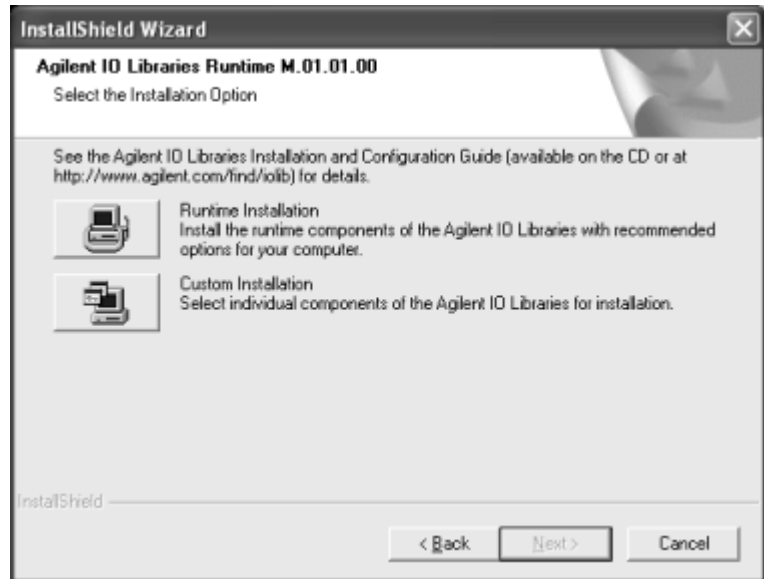 InstallShield Wizard
Agilent IO Libraries Runtime M.01.01.00
Select the Installation Option
See the Agilent IO Libraries Installation and Configuration Guide (available on the CD or at
http://www.agilent.com/find/iolib) for details.
Runtime Installation
Install the runtime components of the Agilent IO Libraries with recommended
options for your computer.
Custom Installation
Select individual components of the Agilent IO Libraries for installation.
InstallShield
< Back
Next >
Cancel